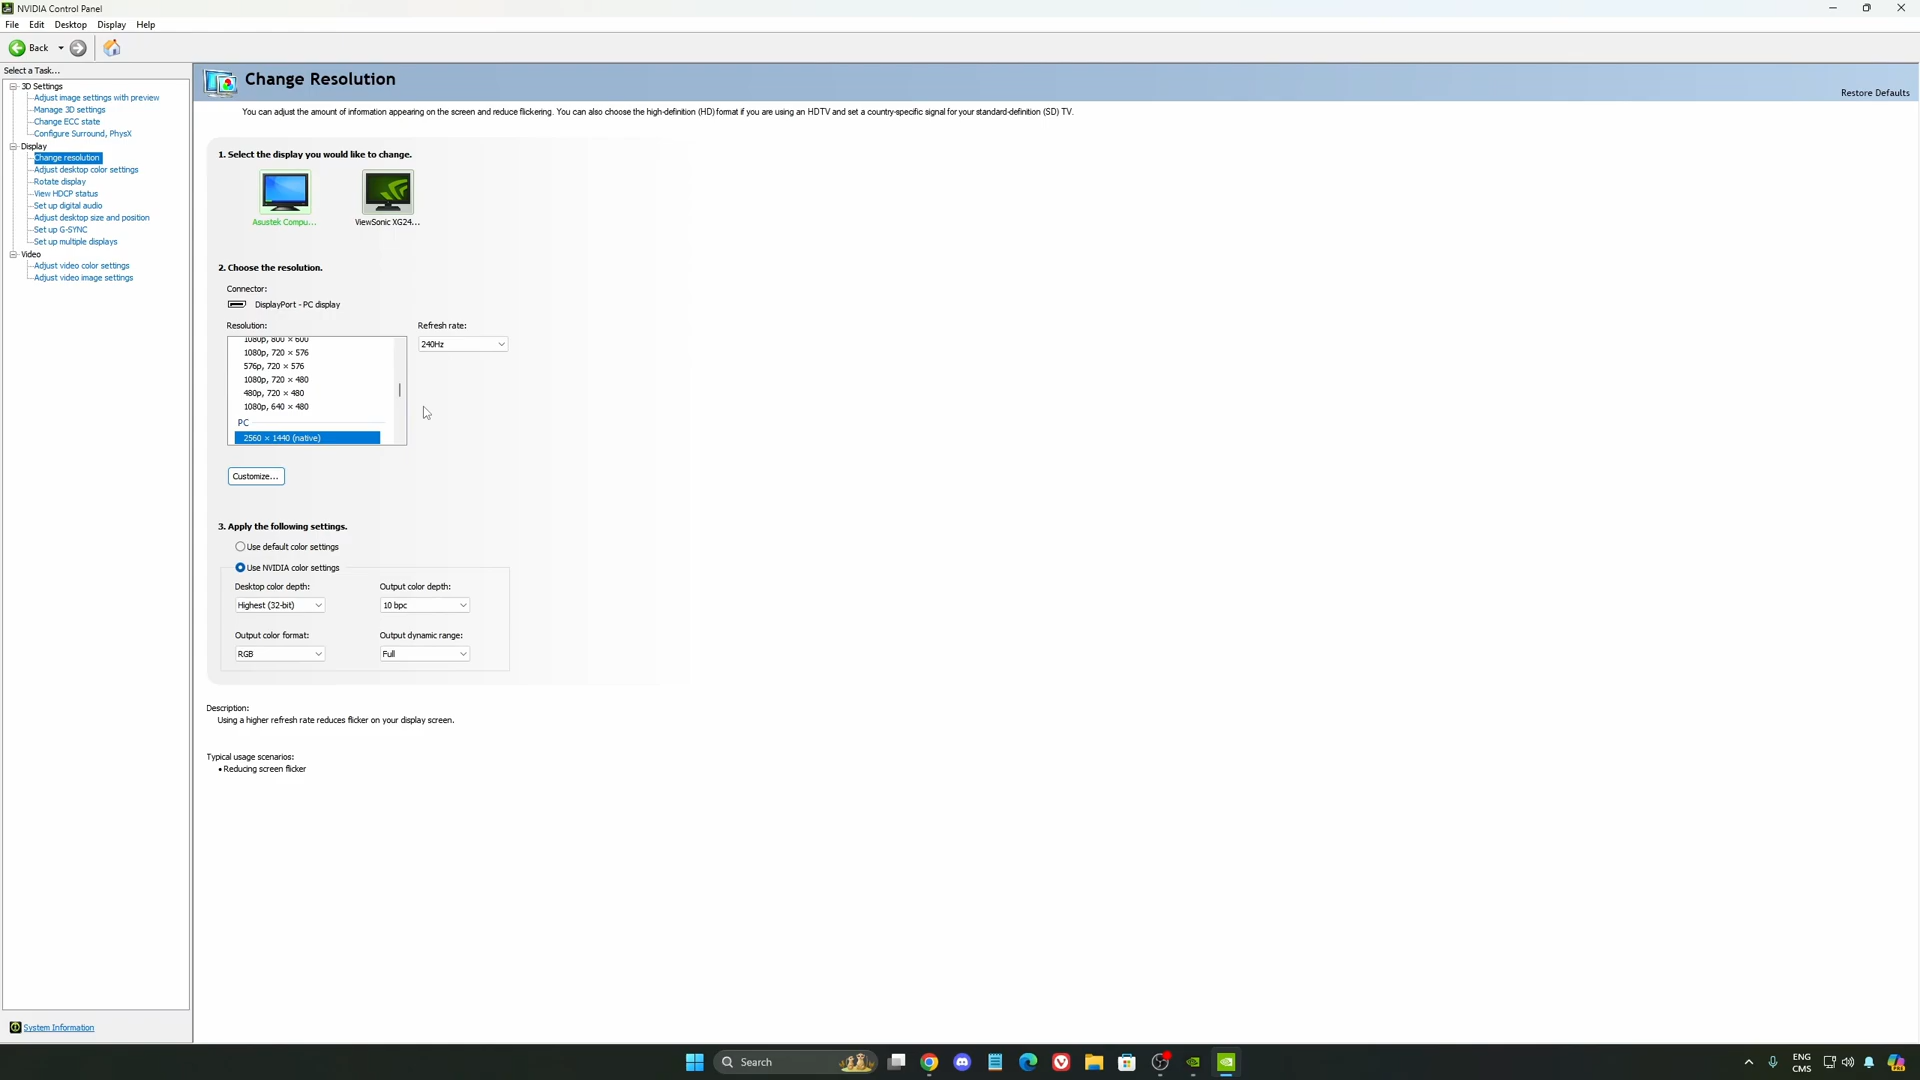 NVIDIA Control Panel
File Edit Desktop Display Help
Back
Select a Task...
3D Settings
Adjust image settings with preview
Manage 3D settings
Change ECC state
Configure Surround, PhysX
Display
Change resolution
Adjust desktop color settings
Rotate display
View HDCP status
Set up digital audio
Adjust desktop size and position
Set up G-SYNC
Set up multiple displays
Video
Adjust video color settings
Adjust video image settings
System Information
Change Resolution
Restore Defaults
You can adjust the amount of information appearing on the screen and reduce flickering. You can also choose the high-definition (HD) format if you are using an HDTV and set a country-specific signal for your standard-definition (SD) TV.
1. Select the display you would like to change.
Asustek Compu... ViewSonic XG24...
2. Choose the resolution.
Connector:
DisplayPort - PC display
Resolution: Refresh rate:
240Hz
1080p, 800 × 600
1080p, 720 × 576
576p, 720 × 576
1080p, 720 × 480
480p, 720 × 480
1080p, 640 × 480
PC
2560 × 1440 (native)
Customize...
3. Apply the following settings.
Use default color settings
Use NVIDIA color settings
Desktop color depth: Output color depth:
Highest (32-bit) 10 bpc
Output color format: Output dynamic range:
RGB Full
Description:
Using a higher refresh rate reduces flicker on your display screen.
Typical usage scenarios:
• Reducing screen flicker
Search
ENG
CMS
PRE